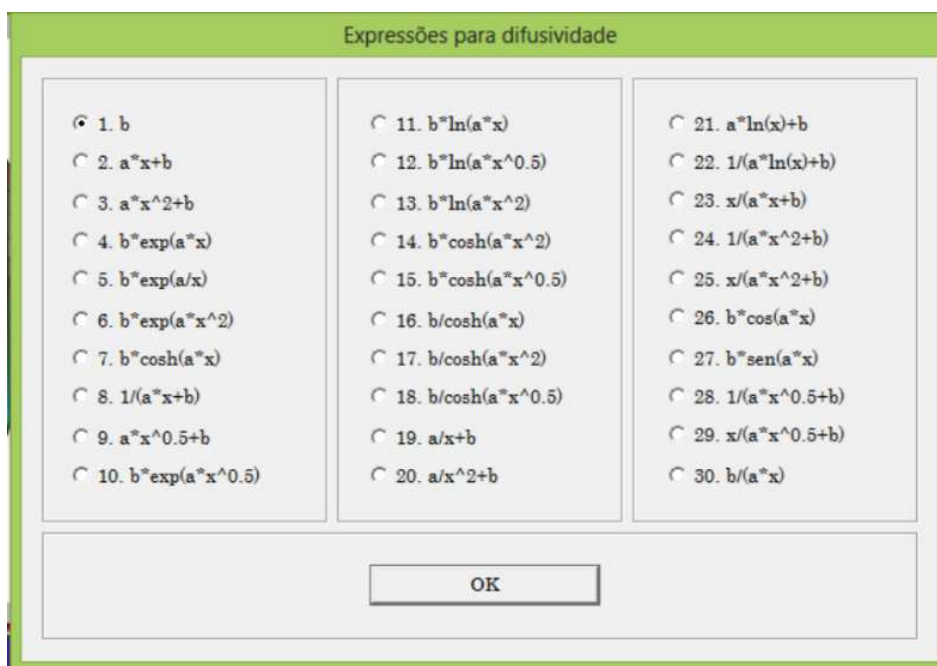 Expressões para difusividade
1. b
2. a*x+b
3. a*x^2+b
4. b*exp(a*x)
5. b*exp(a/x)
6. b*exp(a*x^2)
7. b*cosh(a*x)
8. 1/(a*x+b)
9. a*x^0.5+b
10. b*exp(a*x^0.5)
11. b*ln(a*x)
12. b*ln(a*x^0.5)
13. b*ln(a*x^2)
14. b*cosh(a*x^2)
15. b*cosh(a*x^0.5)
16. b/cosh(a*x)
17. b/cosh(a*x^2)
18. b/cosh(a*x^0.5)
19. a/x+b
20. a/x^2+b
21. a*ln(x)+b
22. 1/(a*ln(x)+b)
23. x/(a*x+b)
24. 1/(a*x^2+b)
25. x/(a*x^2+b)
26. b*cos(a*x)
27. b*sen(a*x)
28. 1/(a*x^0.5+b)
29. x/(a*x^0.5+b)
30. b/(a*x)
OK